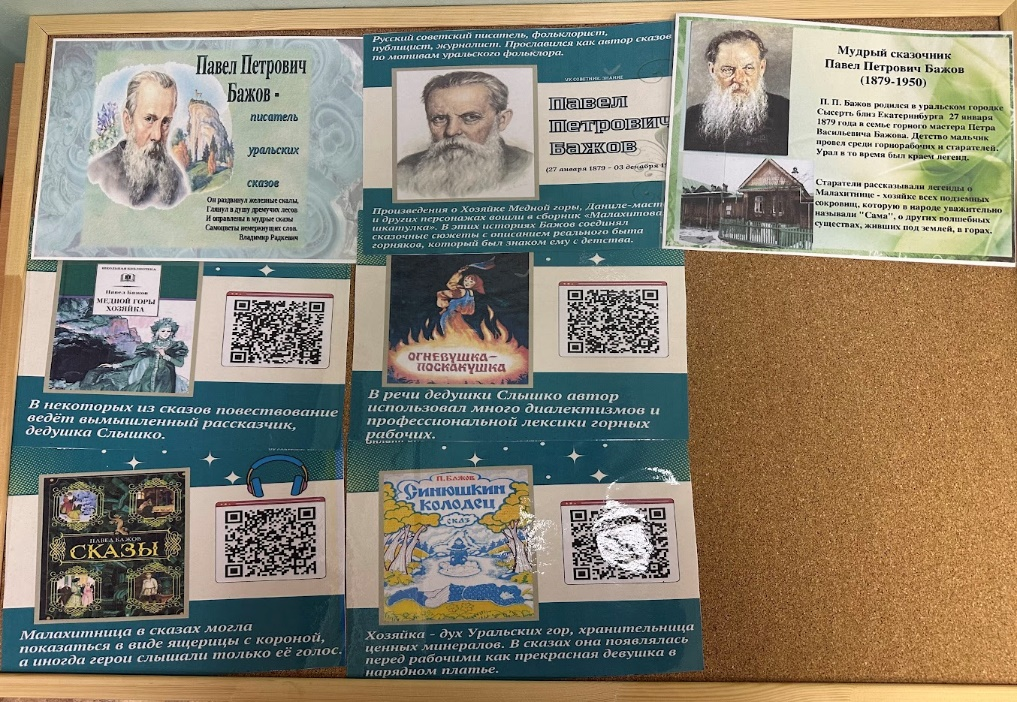 Павел Петрович
Бажов -
писатель
уральских
сказов
Он раздвинул железные скалы,
Глянул в душу дремучих лесов
И оправлены в мудрые сказы
Самоцветы немеркнущих слов.
Владимир Радкевич
Русский советский писатель, фольклорист,
публицист, журналист. Прославился как автор сказов
по мотивам уральского фольклора.
Павел
Петрович
Бажов
(27 января 1879 - 03 декабря 1
Произведения о Хозяйке Медной горы, Даниле-маст
и других персонажах вошли в сборник «Малахитова
шкатулка». В этих историях Бажов соединял
сказочные сюжеты с описанием реального быта
горняков, который был знаком ему с детства.
Мудрый сказочник
Павел Петрович Бажов
(1879-1950)
П. П. Бажов родился в уральском городке
Сысерть близ Екатеринбурга 27 января
1879 года в семье горного мастера Петра
Васильевича Бажова. Детство мальчик
провел среди горнорабочих и старателей.
Урал в то время был краем легенд.
Старатели рассказывали легенды о
Малахитнице - хозяйке всех подземных
сокровищ, которую в народе уважительно
называли "Сама", о других волшебных
существах, живших под землей, в горах.
ШКОЛЬНАЯ БИБЛИОТЕКА
Павел Бажов
МЕДНОЙ ГОРЫ
ХОЗЯЙКА
В некоторых из сказов повествование
ведёт вымышленный рассказчик,
дедушка Слышко.
ОГНЕВУШКА-
ПОСКАКУШКА
В речи дедушки Слышко автор
использовал много диалектизмов и
профессиональной лексики горных
рабочих.
ПАВЕЛ БАЖОВ
СКАЗЫ
Малахитница в сказах могла
показаться в виде ящерицы с короной,
а иногда герои слышали только её голос.
П. БАЖОВ
Синюшкин
колодец
СКАЗ
Хозяйка - дух Уральских гор, хранительница
ценных минералов. В сказах она появлялась
перед рабочими как прекрасная девушка в
нарядном платье.